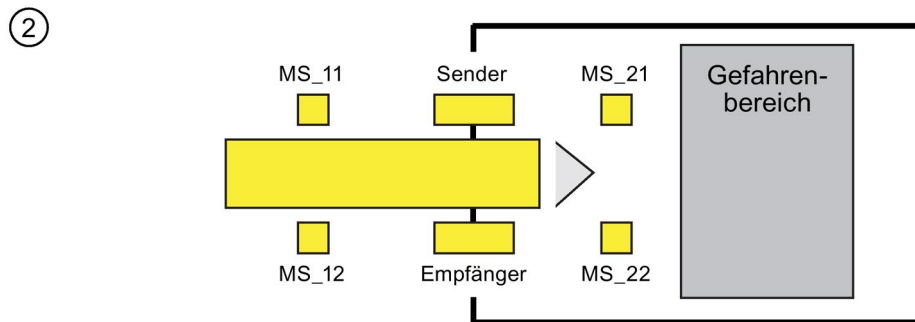 2
MS_11
Sender
MS_21
Gefahren-
bereich
MS_12
Empfänger
MS_22